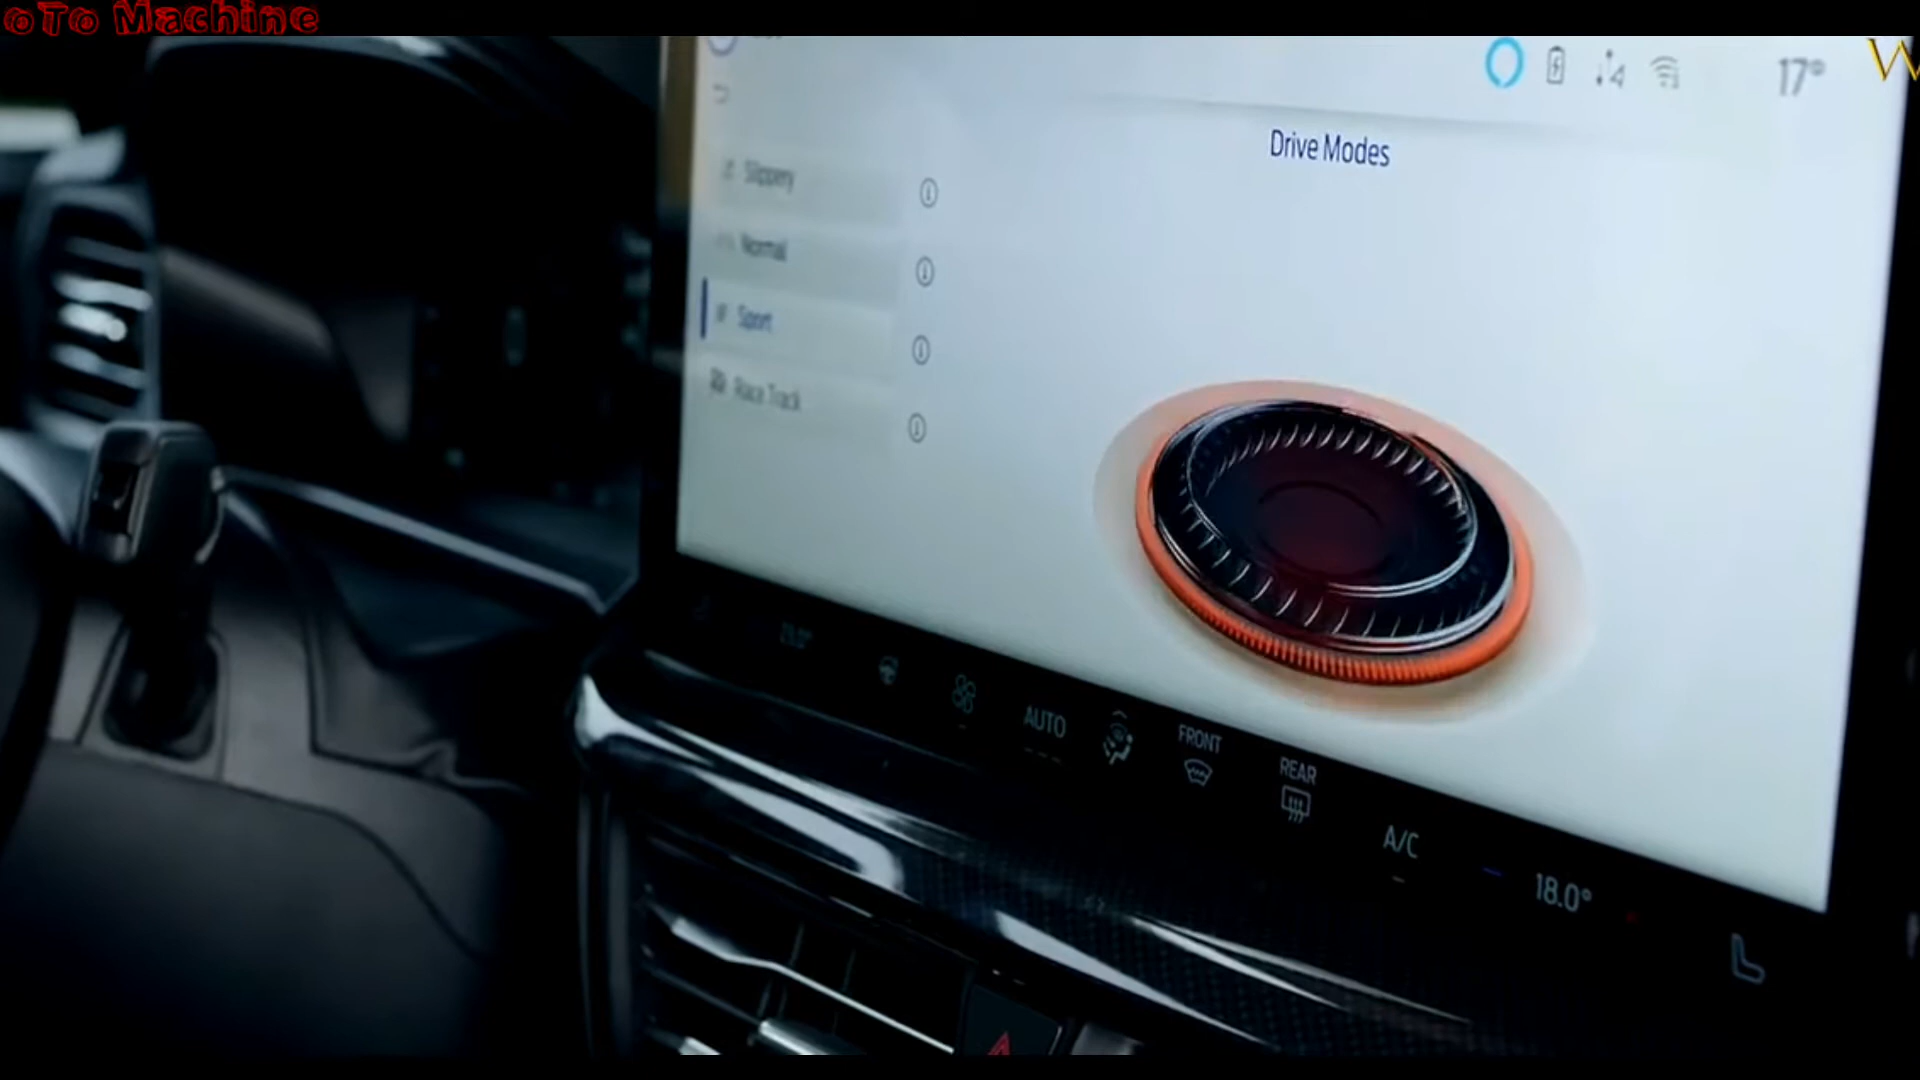 oTo Machine
W
17°
Drive Modes
Slippery
Normal
Sport
Race Track
AUTO
FRONT
REAR
A/C
18.0°